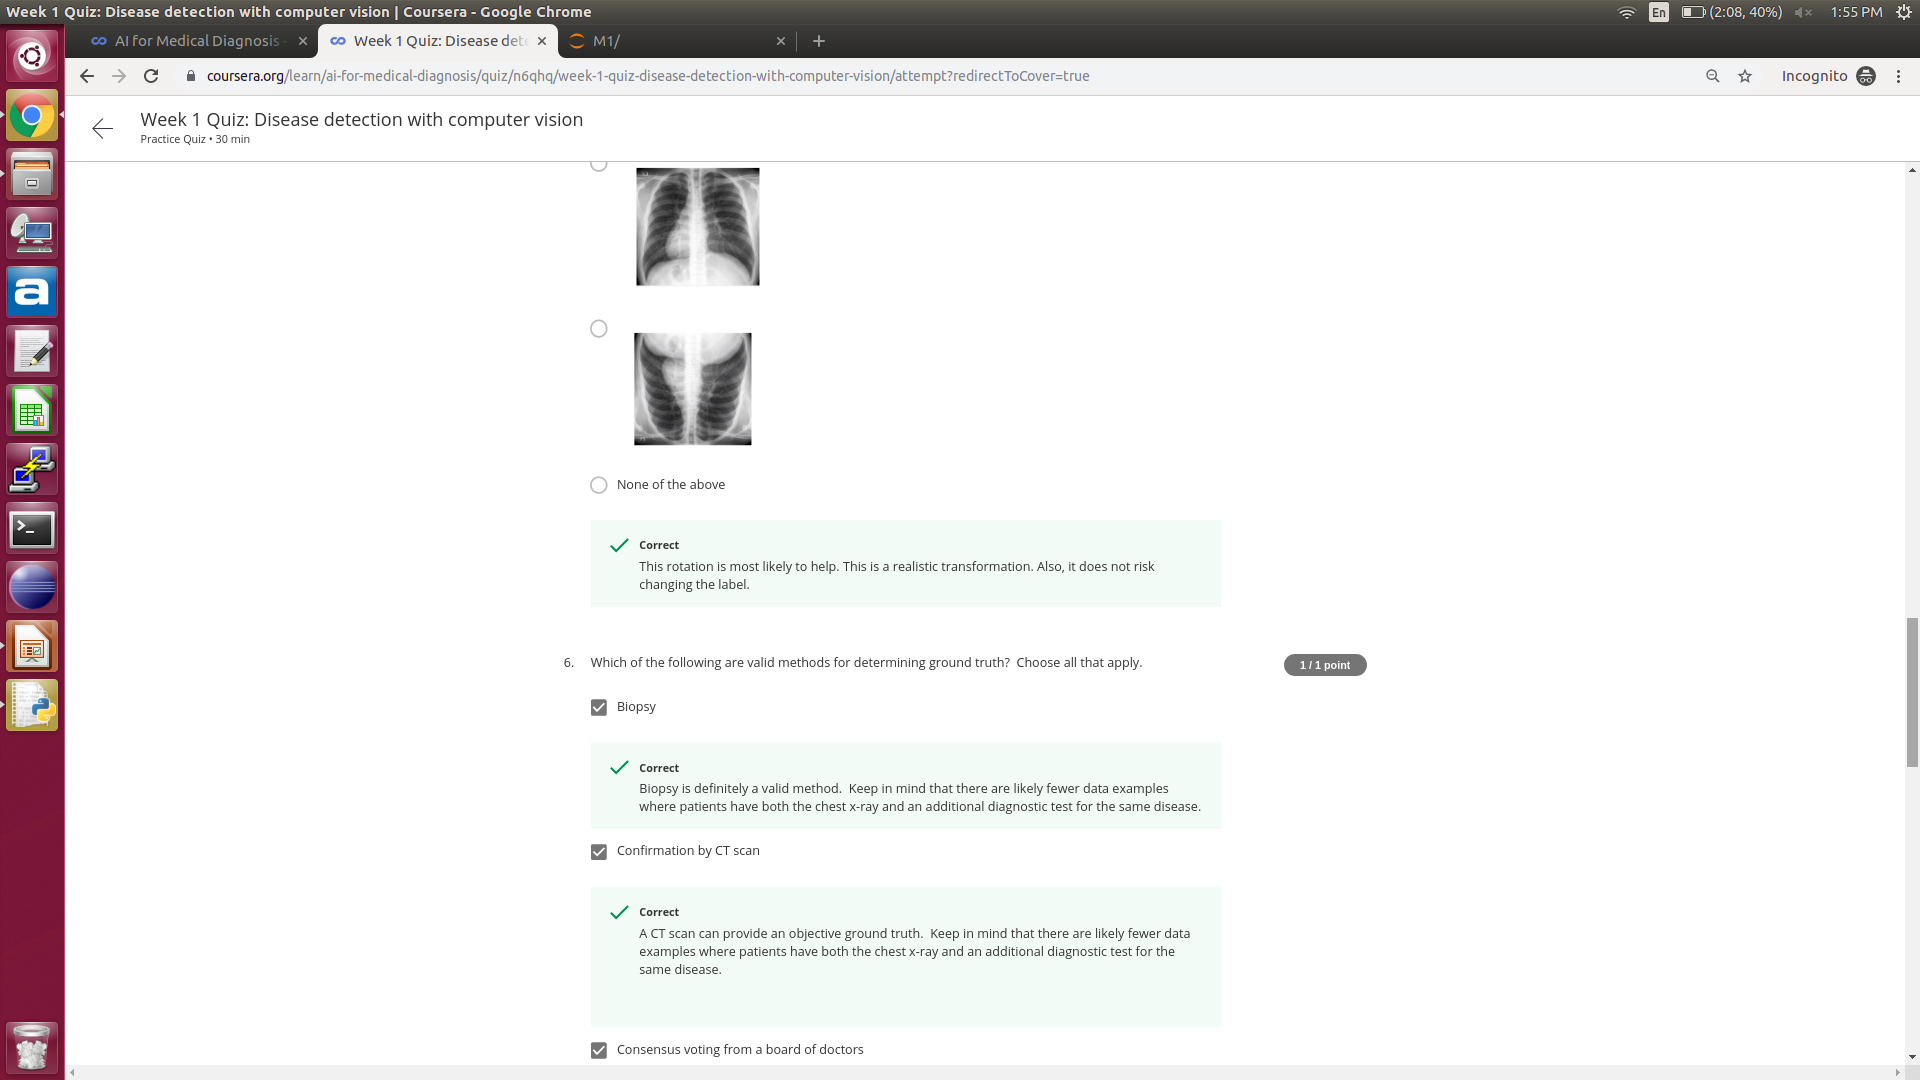 Week 1 Quiz: Disease detection with computer vision | Coursera - Google Chrome
En
(2:08, 40%)
1:55 PM
AI for Medical Diagnosis
Week 1 Quiz: Disease det
M1/
coursera.org/learn/ai-for-medical-diagnosis/quiz/n6qhq/week-1-quiz-disease-detection-with-computer-vision/attempt?redirectToCover=true
Incognito
Week 1 Quiz: Disease detection with computer vision
Practice Quiz • 30 min
None of the above
Correct
This rotation is most likely to help. This is a realistic transformation. Also, it does not risk
changing the label.
6. Which of the following are valid methods for determining ground truth? Choose all that apply.
1 / 1 point
Biopsy
Correct
Biopsy is definitely a valid method. Keep in mind that there are likely fewer data examples
where patients have both the chest x-ray and an additional diagnostic test for the same disease.
Confirmation by CT scan
Correct
A CT scan can provide an objective ground truth. Keep in mind that there are likely fewer data
examples where patients have both the chest x-ray and an additional diagnostic test for the
same disease.
Consensus voting from a board of doctors